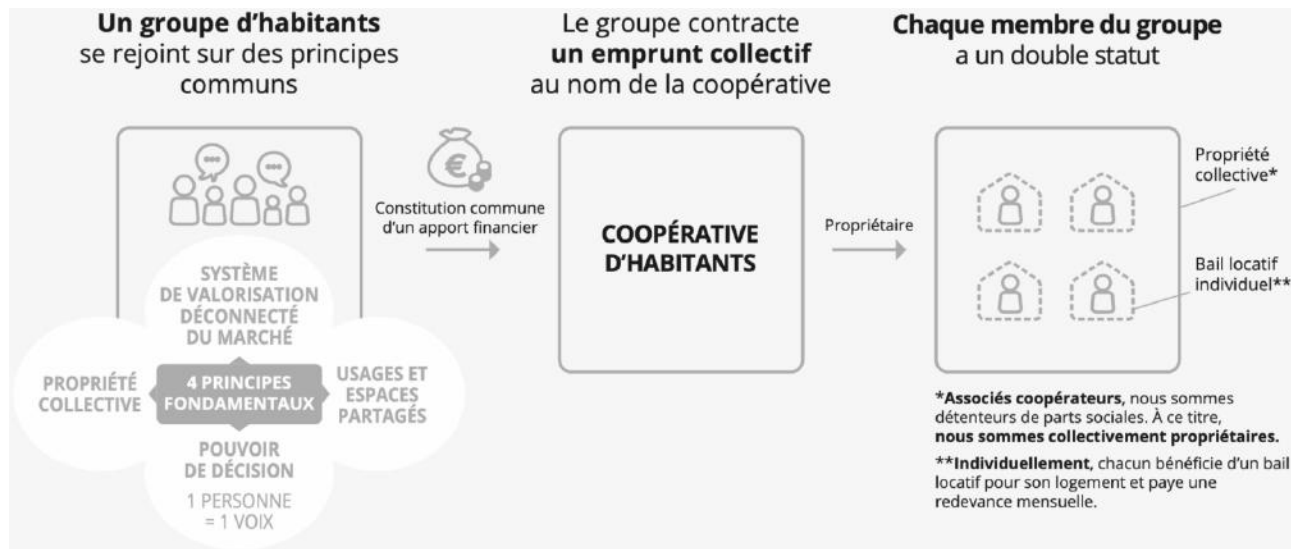 Un groupe d'habitants
se rejoint sur des principes
communs
SYSTÈME
DE VALORISATION
DÉCONNECTÉ
DU MARCHÉ
PROPRIÉTÉ
COLLECTIVE
4 PRINCIPES
FONDAMENTAUX
USAGES ET
ESPACES
PARTAGÉS
POUVOIR
DE DÉCISION
1 PERSONNE
= 1 VOIX
€
Constitution commune
d'un apport financier
Le groupe contracte
un emprunt collectif
au nom de la coopérative
COOPÉRATIVE
D'HABITANTS
Propriétaire
Chaque membre du groupe
a un double statut
Propriété
collective*
Bail locatif
individuel**
*Associés coopérateurs, nous sommes
détenteurs de parts sociales. À ce titre,
nous sommes collectivement propriétaires.
**Individuellement, chacun bénéficie d'un bail
locatif pour son logement et paye une
redevance mensuelle.